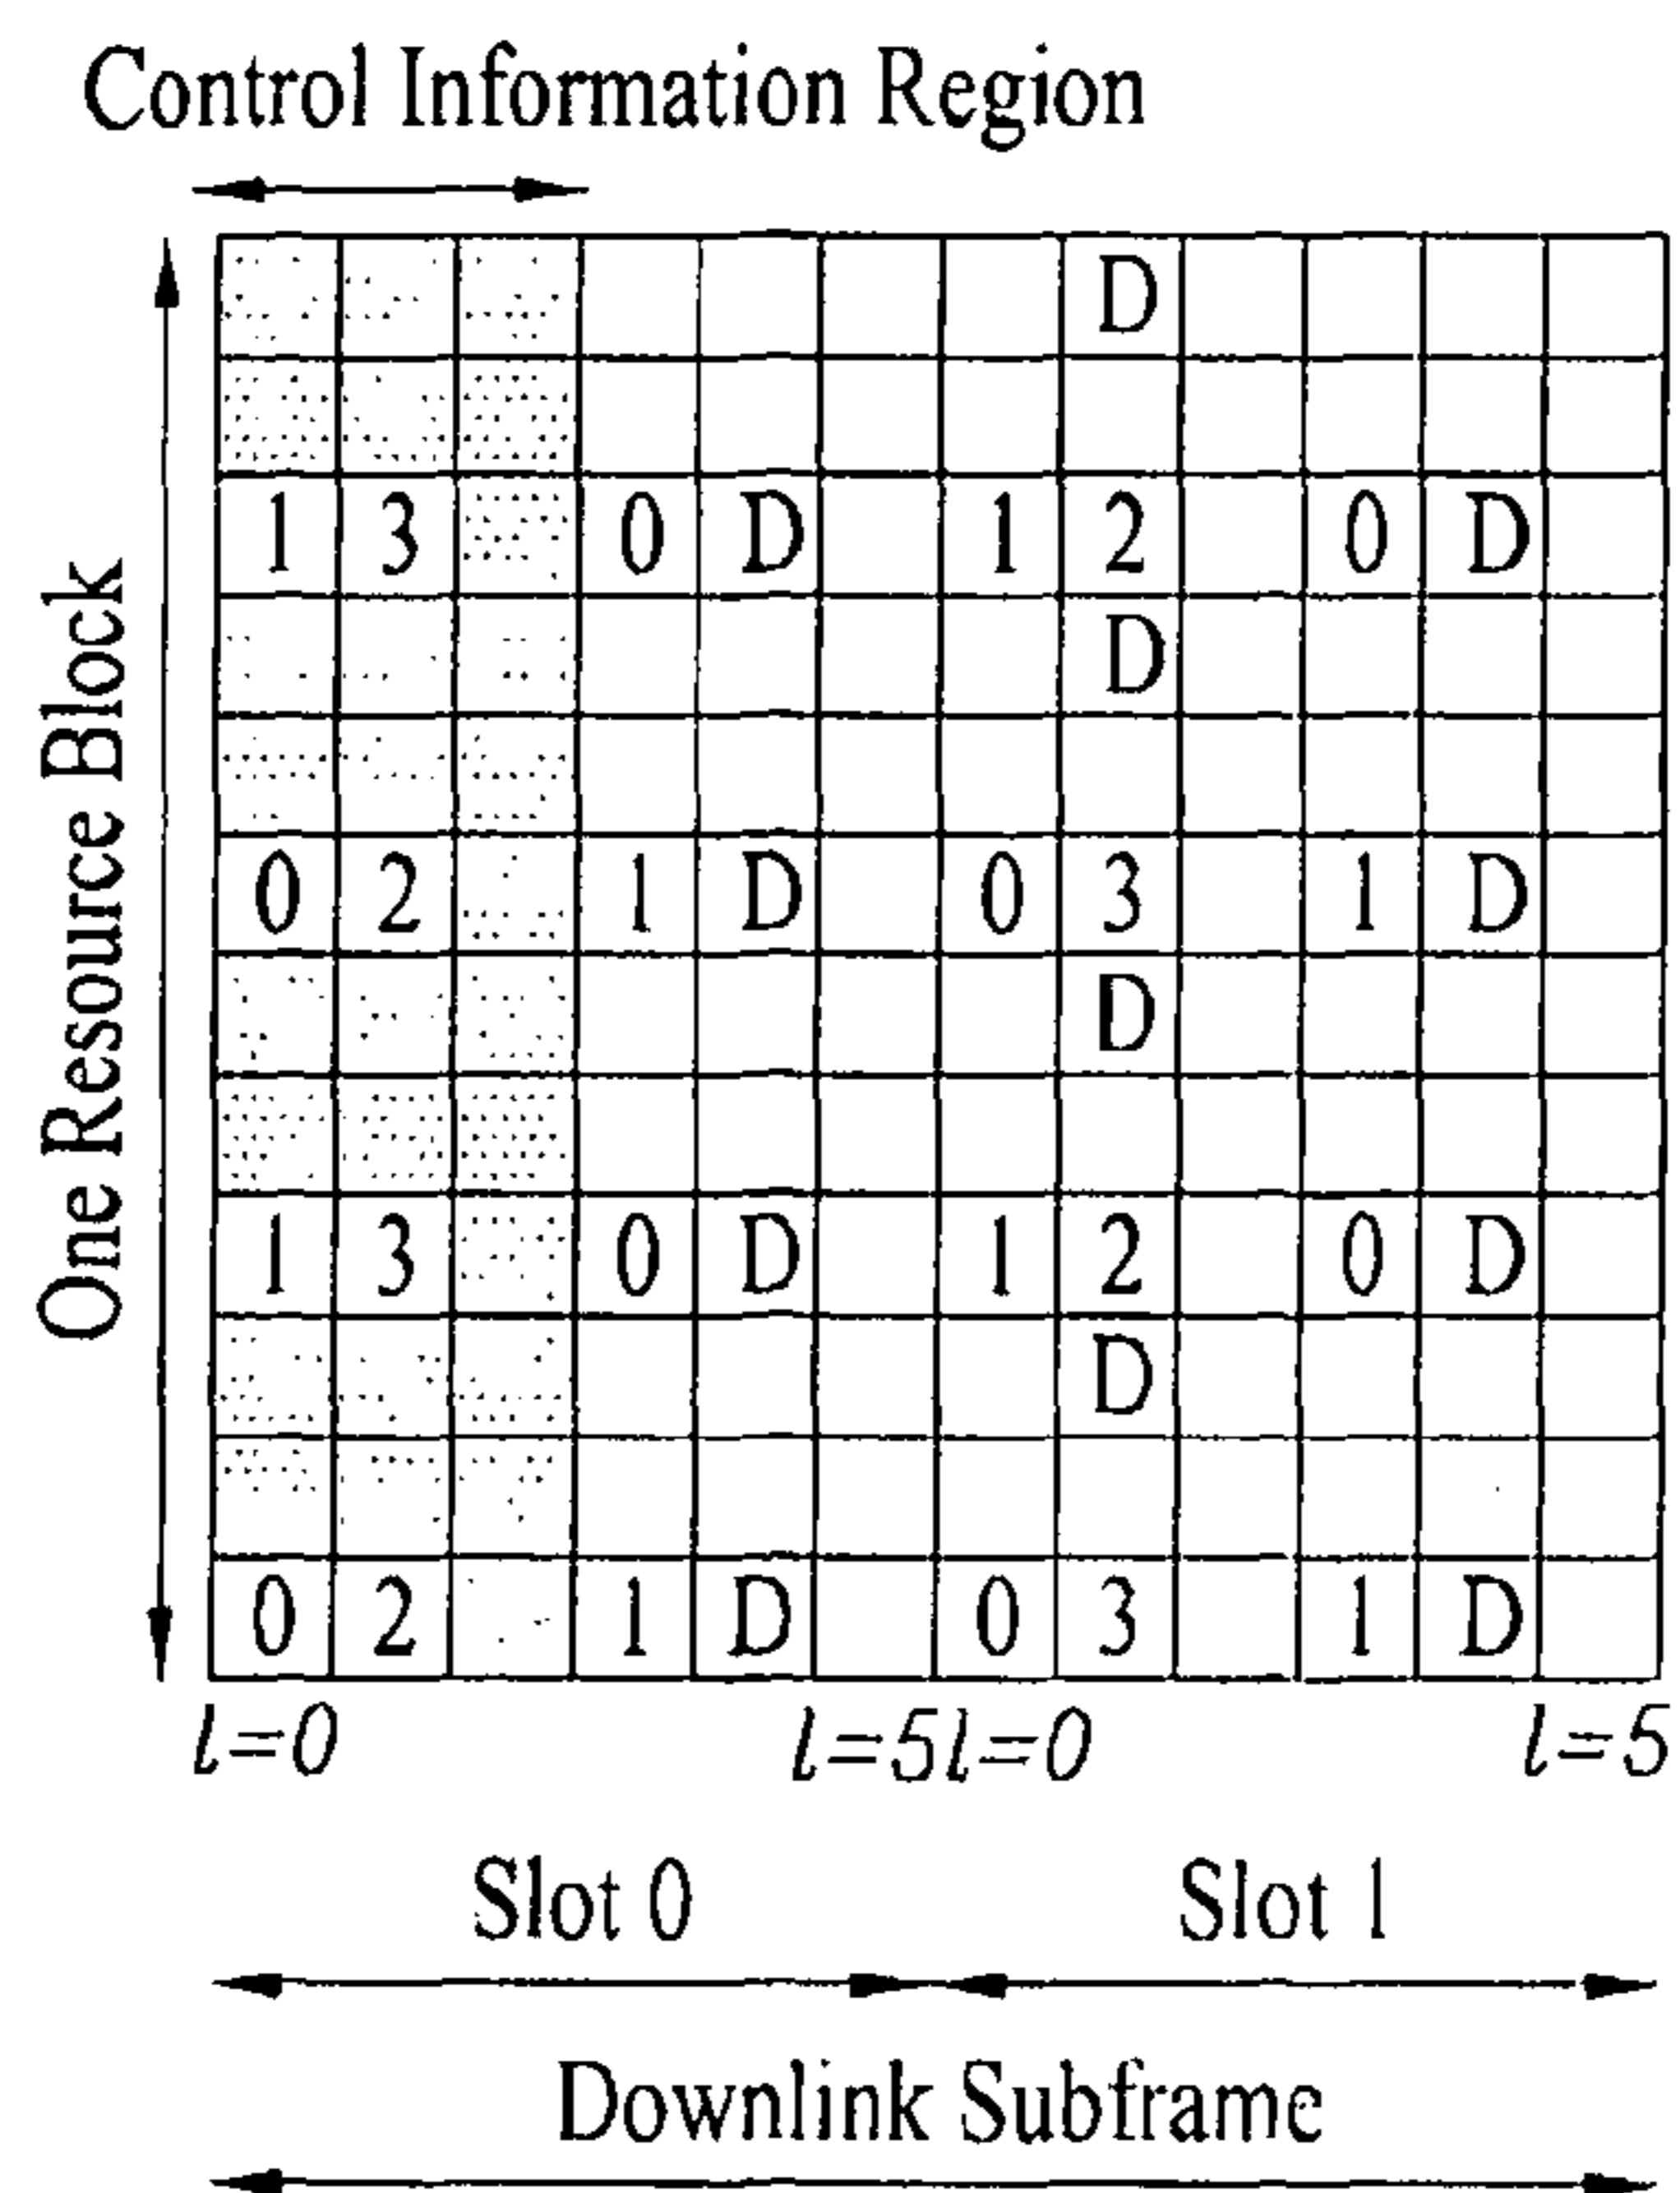 Control Information Region
One Resource Block
D
1 3 0 D 1 2 0 D
D
0 2 1 D 0 3 1 D
D
1 3 0 D 1 2 0 D
D
0 2 1 D 0 3 1 D
l=0 l=5 l=0 l=5
Slot 0 Slot 1
Downlink Subframe